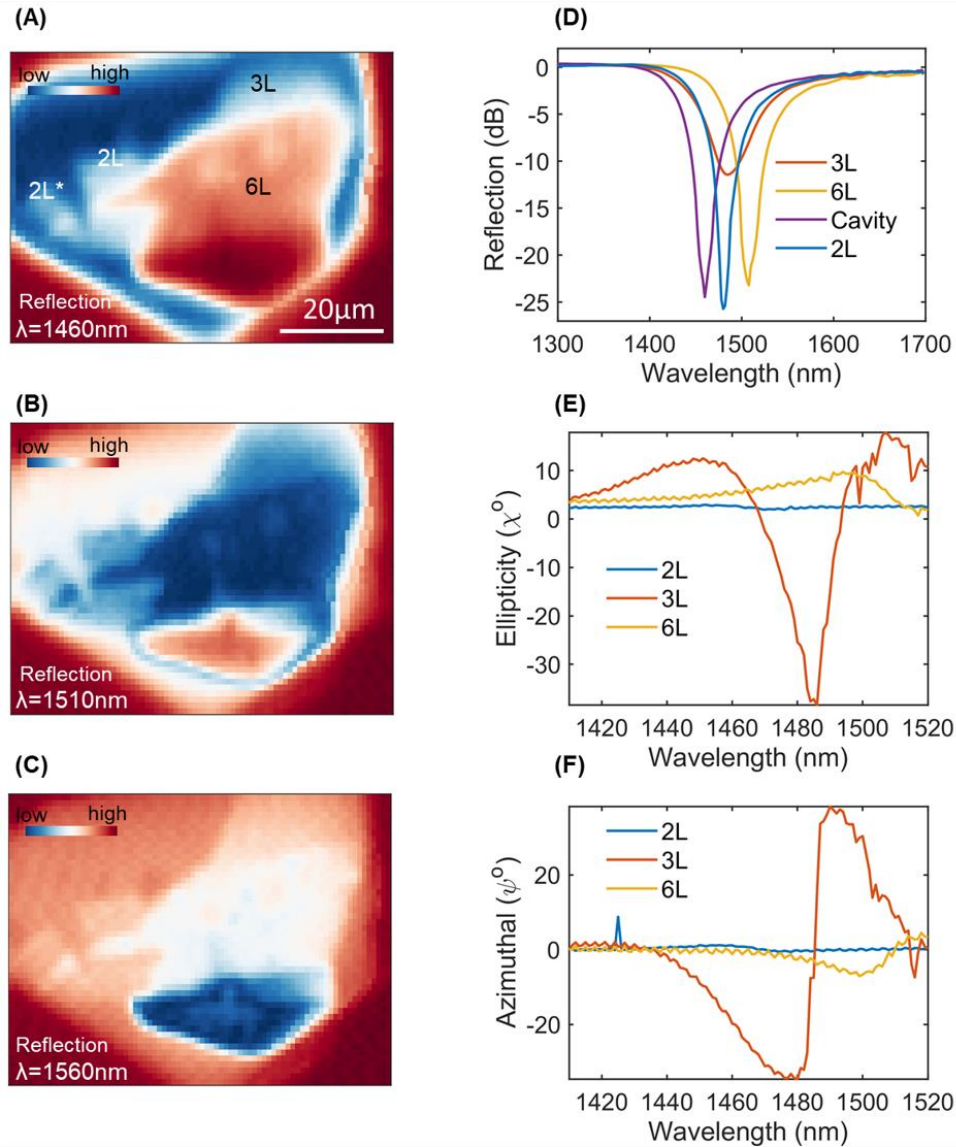 (A)
low high
3L
2L
2L*
6L
Reflection
λ=1460nm
20μm
(B)
low high
Reflection
λ=1510nm
(C)
low high
Reflection
λ=1560nm
(D)
Reflection (dB)
0
-5
-10
-15
-20
-25
3L
6L
Cavity
2L
1300 1400 1500 1600 1700
Wavelength (nm)
(E)
Ellipticity (χ°)
10
0
-10
-20
-30
2L
3L
6L
1420 1440 1460 1480 1500 1520
Wavelength (nm)
(F)
Azimuthal (ψ°)
20
0
-20
2L
3L
6L
1420 1440 1460 1480 1500 1520
Wavelength (nm)